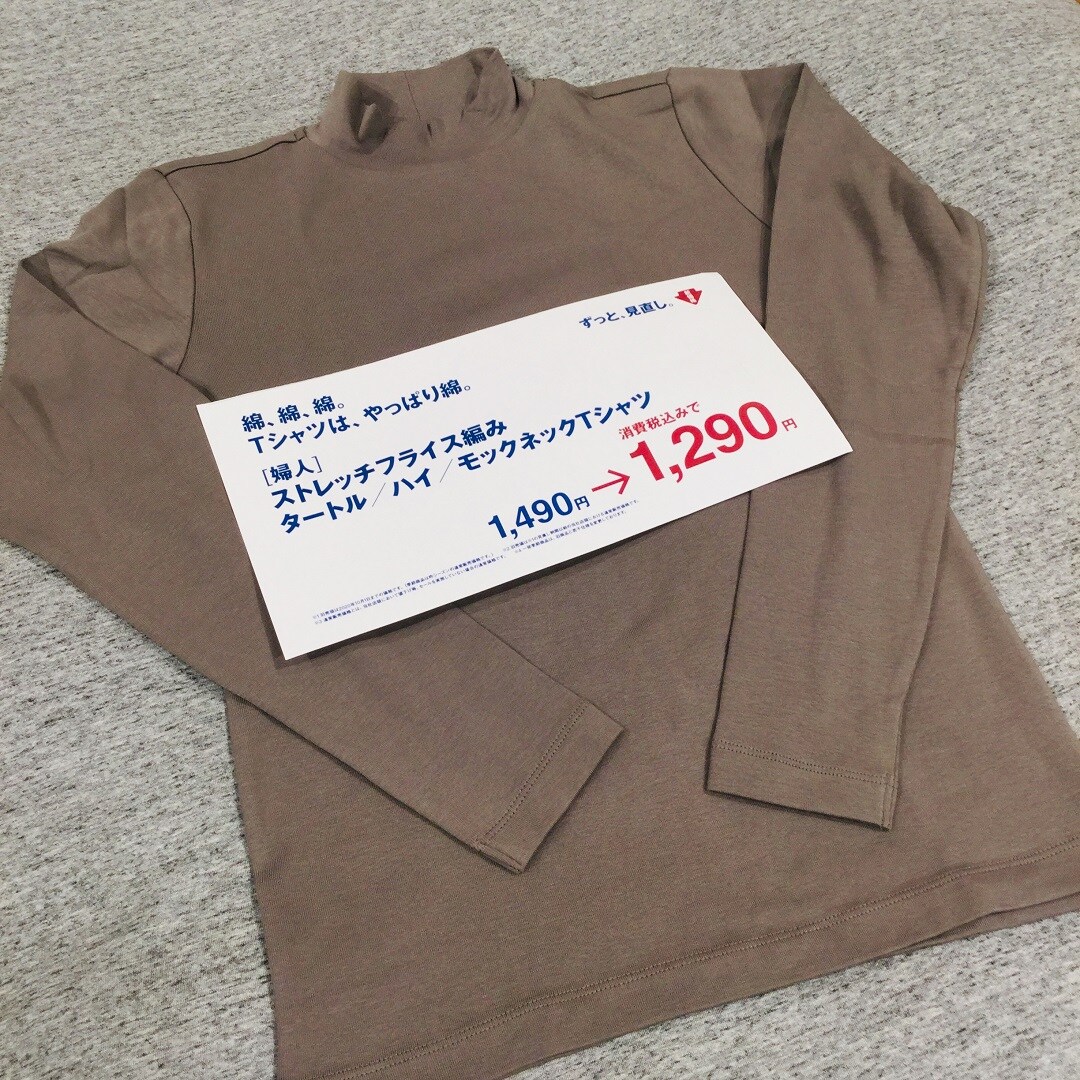 ずっと、見直し。
綿、綿、綿。
Tシャツは、やっぱり綿。
[婦人]
ストレッチフライス編み
タートル／ハイ／モックネックTシャツ
消費税込みで
1,490円→1,290円